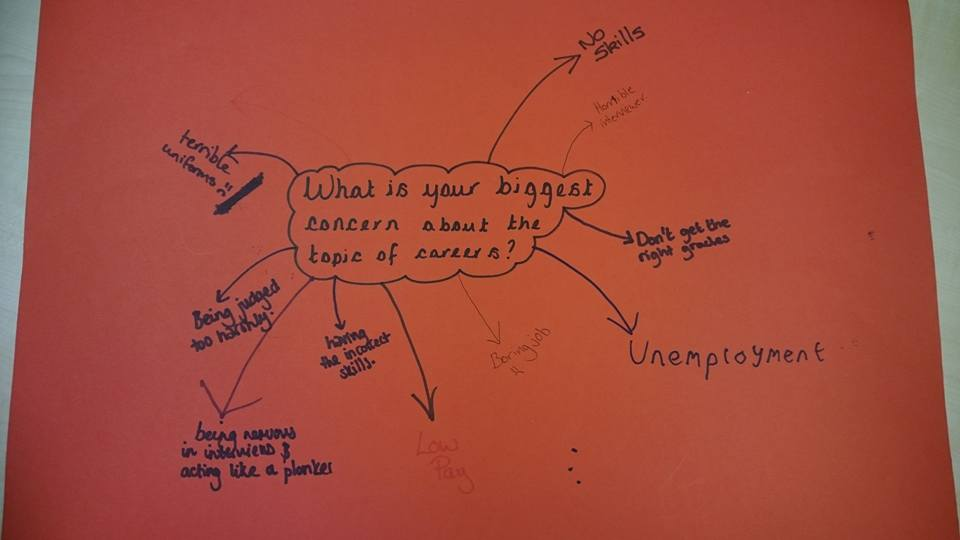 No
Skills
Horrible
interviewer
terrible
uniforms
What is your biggest
concern about the
topic of careers?
Don't get the
right grades
Being judged
too harshly.
having
the incorrect
skills.
Boring job
Unemployment
being nervous
in interviews &
acting like a plonker
Low
Pay